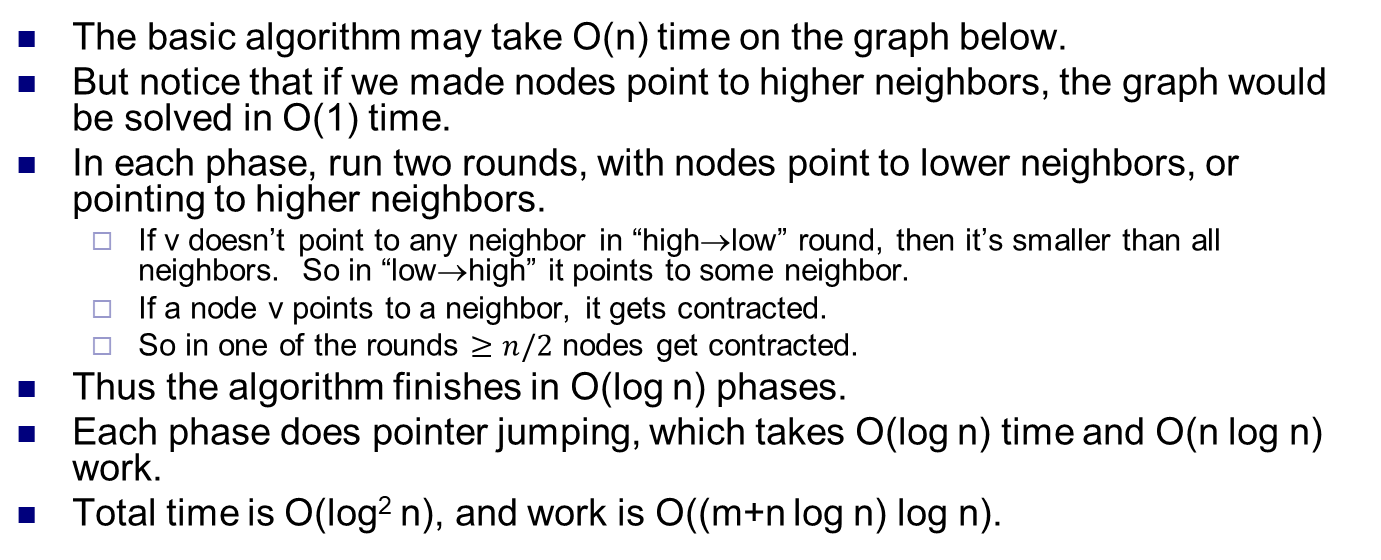 The basic algorithm may take O(n) time on the graph below.
But notice that if we made nodes point to higher neighbors, the graph would
be solved in O(1) time.
In each phase, run two rounds, with nodes point to lower neighbors, or
pointing to higher neighbors.
If v doesn't point to any neighbor in “high→low” round, then it's smaller than all
neighbors. So in “low→high” it points to some neighbor.
If a node v points to a neighbor, it gets contracted.
So in one of the rounds ≥ n/2 nodes get contracted.
Thus the algorithm finishes in O(log n) phases.
Each phase does pointer jumping, which takes O(log n) time and O(n log n)
work.
Total time is O(log² n), and work is O((m+n log n) log n).